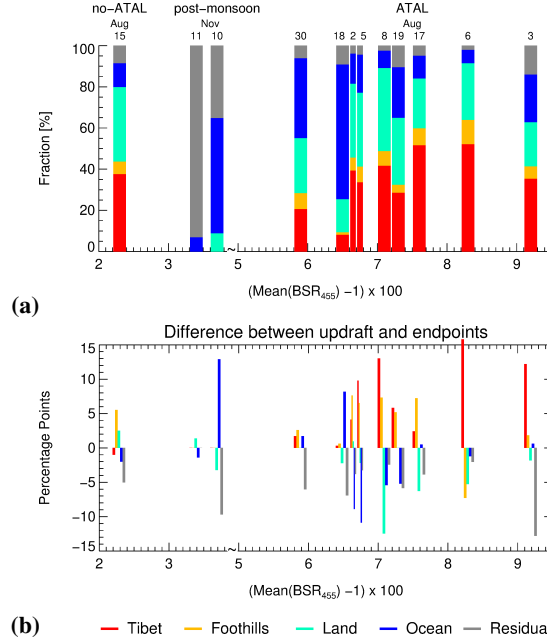 no-ATAL post-monsoon ATAL
Aug Nov Aug
15 11 10 30 18 2 5 8 19 17 6 3
100
80
60
40
20
0
Fraction [%]
2 3 4 5 6 7 8 9
~
(Mean(BSR455) −1) x 100
(a)
Difference between updraft and endpoints
15
10
5
0
−5
−10
−15
Percentage Points
2 3 4 5 6 7 8 9
~
(Mean(BSR455) −1) x 100
(b)
Tibet Foothills Land Ocean Residua